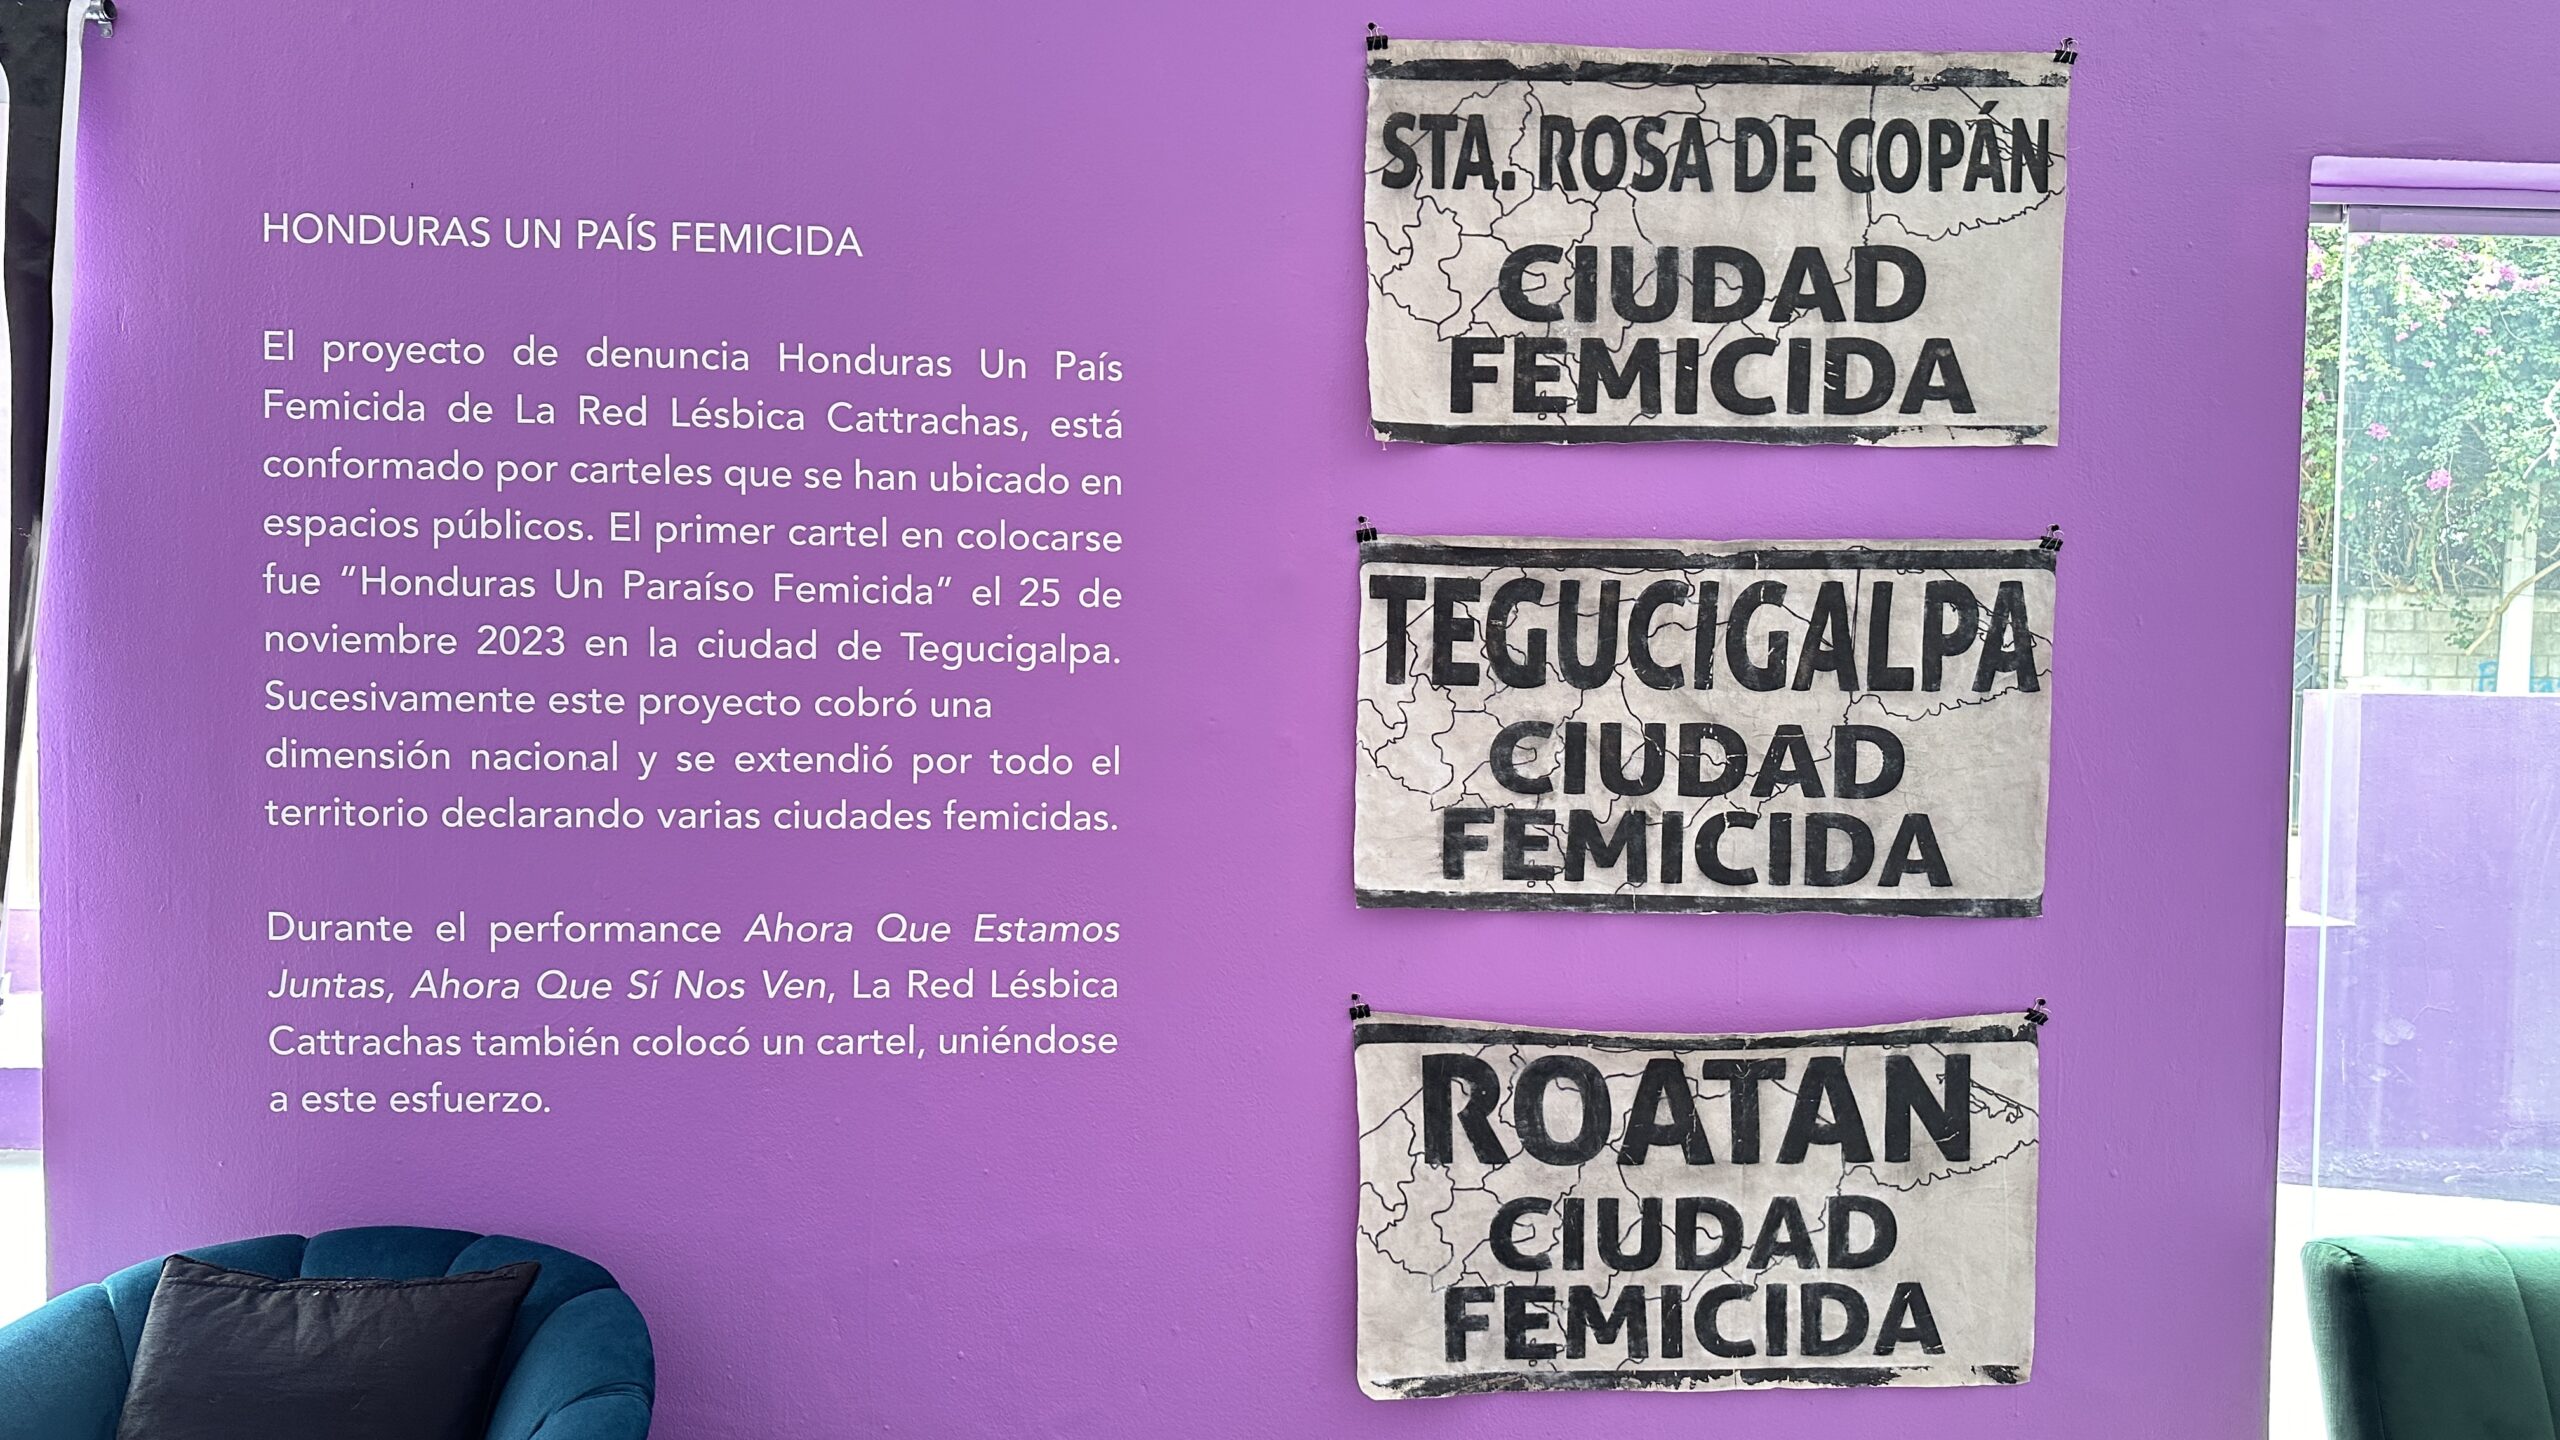 HONDURAS UN PAÍS FEMICIDA
El proyecto de denuncia Honduras Un País
Femicida de La Red Lésbica Cattrachas, está
conformado por carteles que se han ubicado en
espacios públicos. El primer cartel en colocarse
fue “Honduras Un Paraíso Femicida” el 25 de
noviembre 2023 en la ciudad de Tegucigalpa.
Sucesivamente este proyecto cobró una
dimensión nacional y se extendió por todo el
territorio declarando varias ciudades femicidas.
Durante el performance Ahora Que Estamos
Juntas, Ahora Que Sí Nos Ven, La Red Lésbica
Cattrachas también colocó un cartel, uniéndose
a este esfuerzo.
STA. ROSA DE COPÁN
CIUDAD
FEMICIDA
TEGUCIGALPA
CIUDAD
FEMICIDA
ROATAN
CIUDAD
FEMICIDA